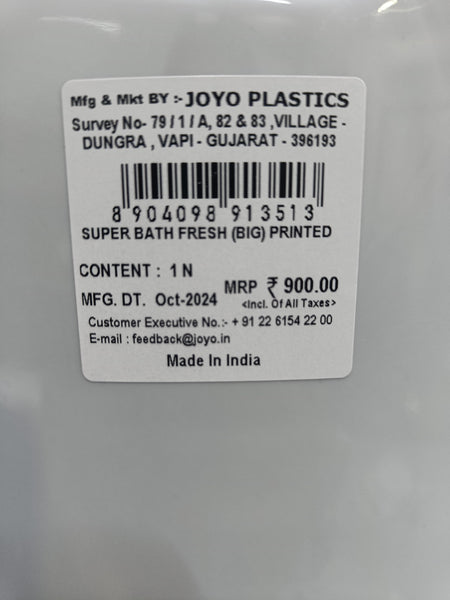 Mfg & Mkt BY :- JOYO PLASTICS
Survey No- 79 / 1 / A, 82 & 83 ,VILLAGE -
DUNGRA , VAPI - GUJARAT - 396193
8 904098 913513
SUPER BATH FRESH (BIG) PRINTED
CONTENT : 1 N
MRP ₹ 900.00
MFG. DT. Oct-2024
<Incl. Of All Taxes>
Customer Executive No.:- + 91 22 6154 22 00
E-mail : feedback@joyo.in
Made In India